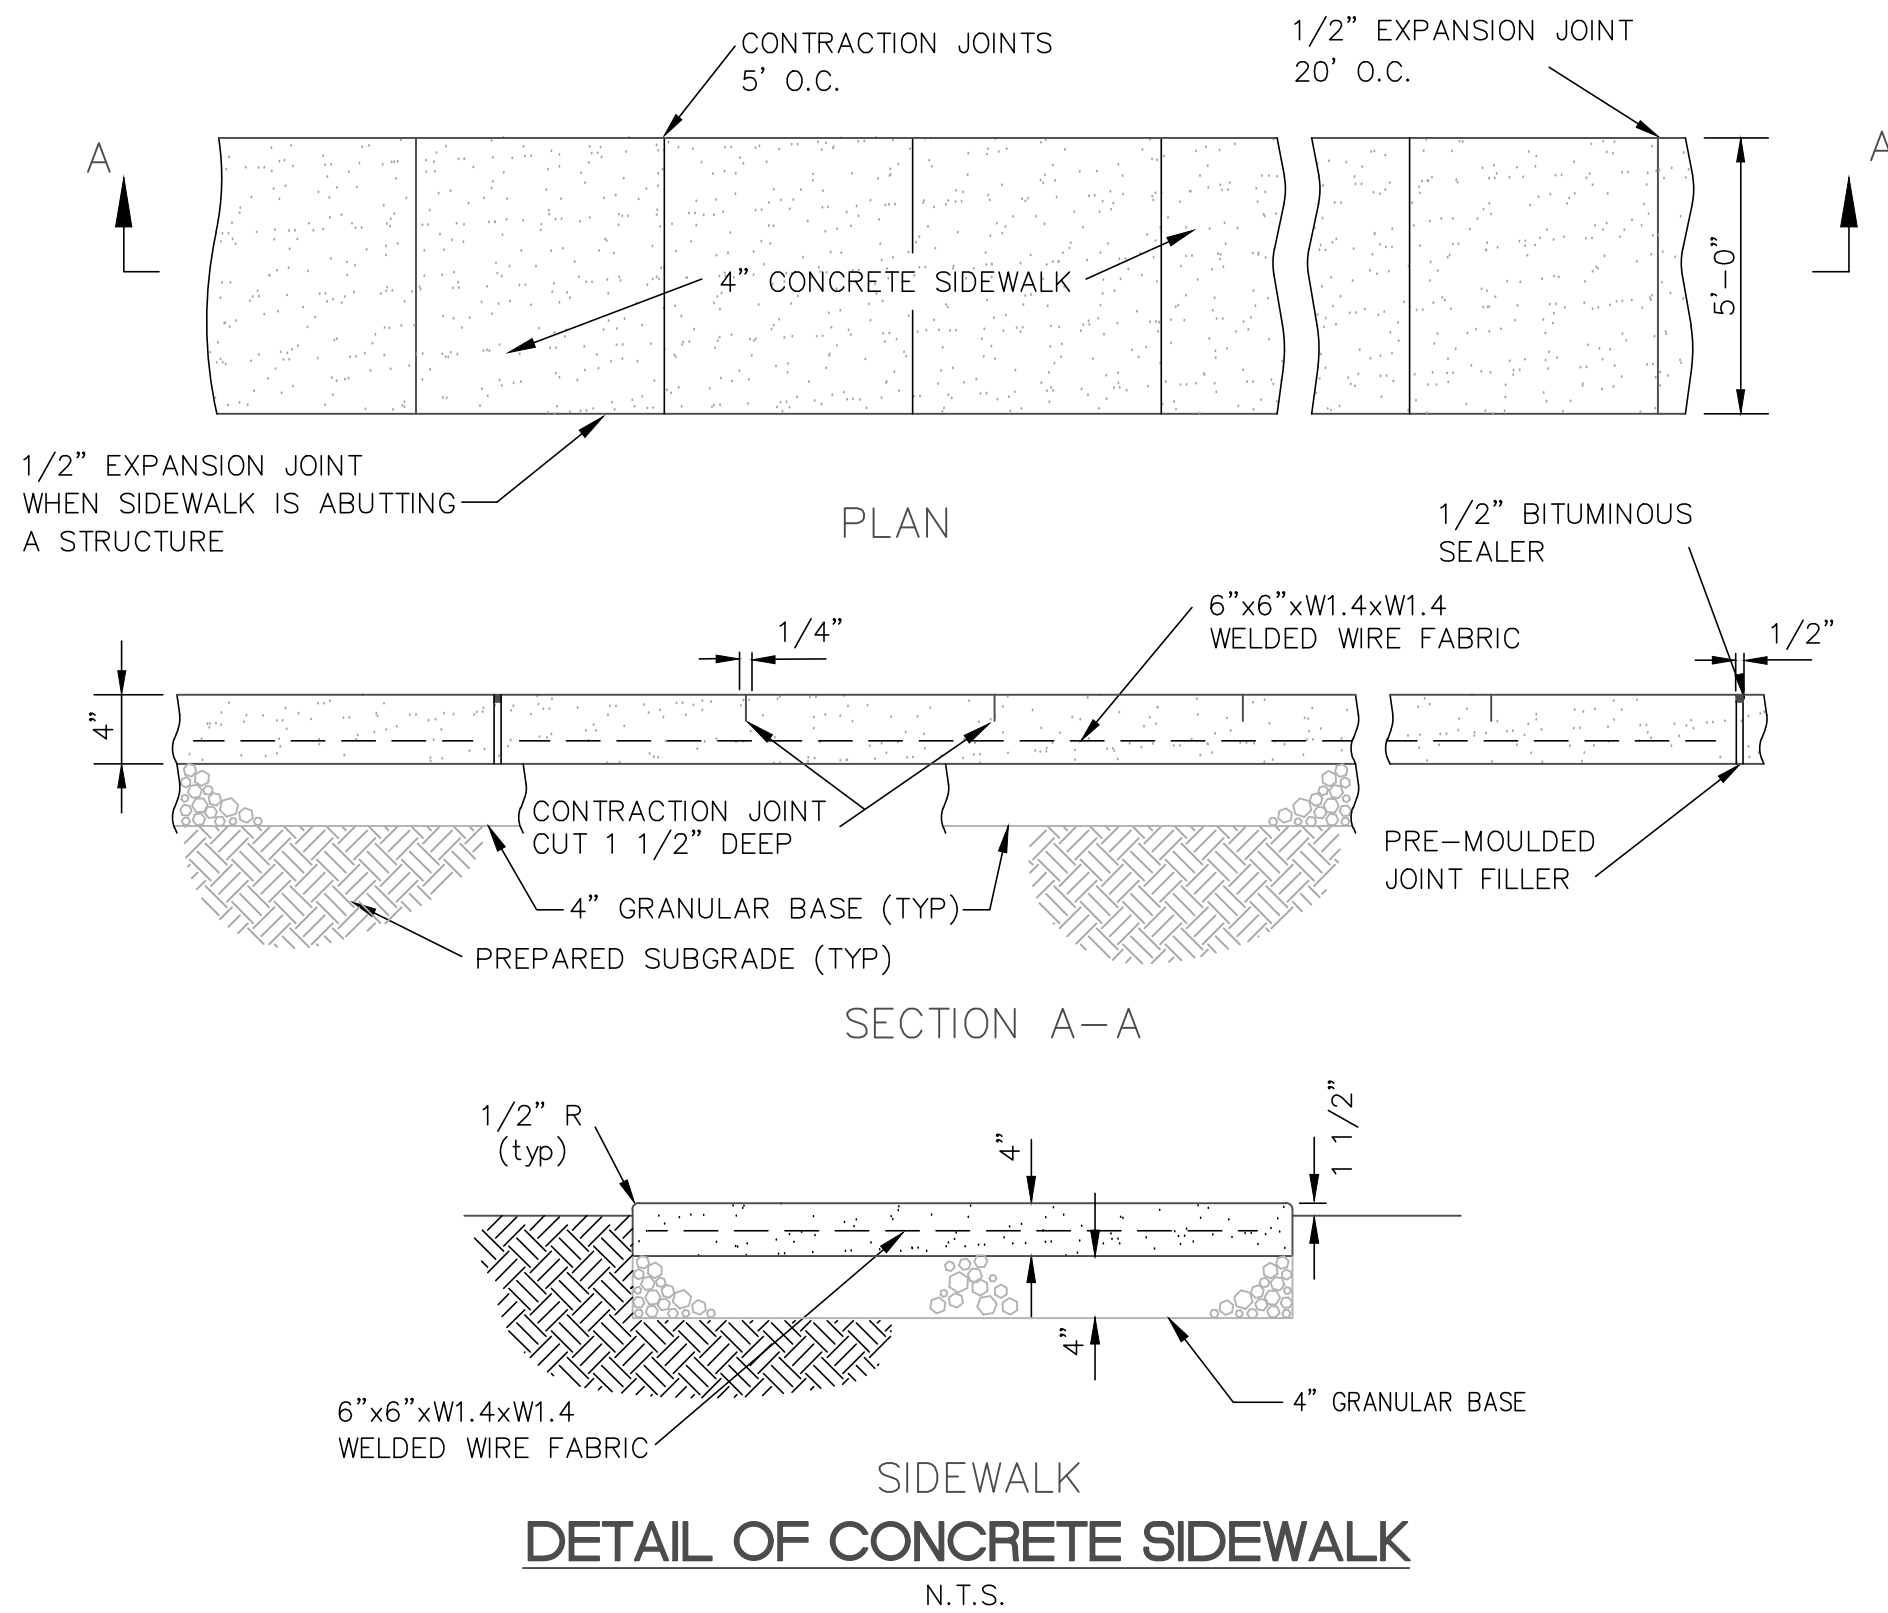 CONTRACTION JOINTS
5' O.C.
1/2" EXPANSION JOINT
20' O.C.
A
A
4" CONCRETE SIDEWALK
5'-0"
1/2" EXPANSION JOINT
WHEN SIDEWALK IS ABUTTING
A STRUCTURE
PLAN
1/2" BITUMINOUS
SEALER
6"x6"xW1.4xW1.4
WELDED WIRE FABRIC
1/4"
1/2"
4"
CONTRACTION JOINT
CUT 1 1/2" DEEP
PRE-MOULDED
JOINT FILLER
4" GRANULAR BASE (TYP)
PREPARED SUBGRADE (TYP)
SECTION A-A
1/2" R
(typ)
4"
1 1/2"
4"
6"x6"xW1.4xW1.4
WELDED WIRE FABRIC
4" GRANULAR BASE
SIDEWALK
DETAIL OF CONCRETE SIDEWALK
N.T.S.